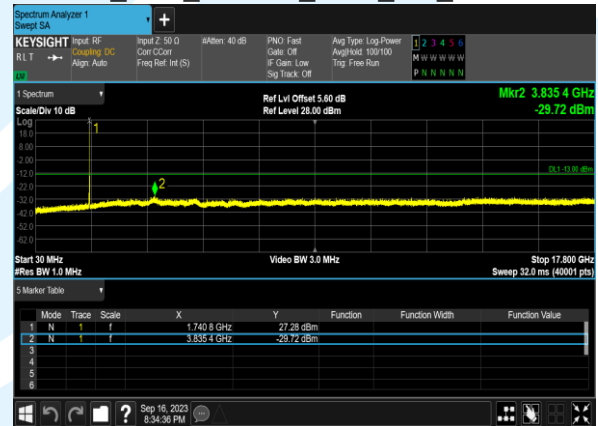 Spectrum Analyzer 1
Swept SA
+
KEYSIGHT
RLT
LW
Input: RF
Coupling: DC
Align: Auto
Input Z: 50 Ω
Corr CCorr
Freq Ref: Int (S)
#Atten: 40 dB
PNO: Fast
Gate: Off
IF Gain: Low
Sig Track: Off
Avg Type: Log-Power
Avg|Hold: 100/100
Trig: Free Run
1 2 3 4 5 6
M W W W W W
P N N N N N
1 Spectrum
Scale/Div 10 dB
Ref Lvl Offset 5.60 dB
Ref Level 28.00 dBm
Mkr2 3.835 4 GHz
-29.72 dBm
Log
1
18.0
8.00
-2.00
DL1 -13.00 dBm
-12.0
2
-22.0
-32.0
-42.0
-52.0
-62.0
Start 30 MHz
Video BW 3.0 MHz
Stop 17.800 GHz
#Res BW 1.0 MHz
Sweep 32.0 ms (40001 pts)
5 Marker Table
Mode Trace Scale X Y Function Function Width Function Value
1 N 1 f 1.740 8 GHz 27.28 dBm
2 N 1 f 3.835 4 GHz -29.72 dBm
3
4
5
6
?
Sep 16, 2023
8:34:36 PM